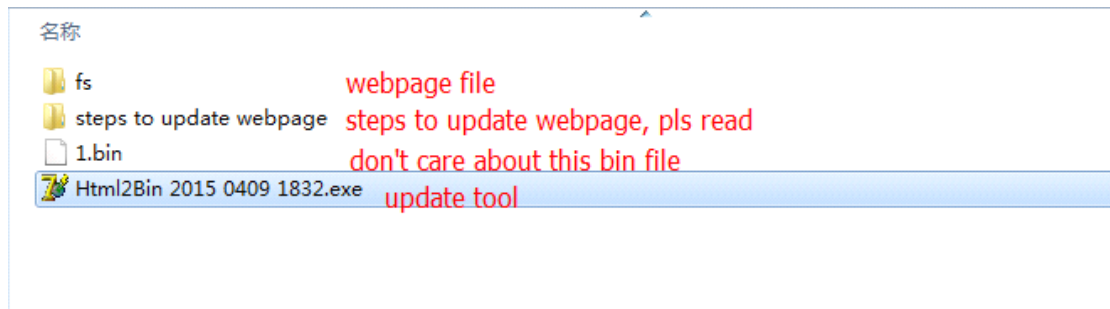 名称
fs webpage file
steps to update webpage steps to update webpage, pls read
1.bin don't care about this bin file
Html2Bin 2015 0409 1832.exe update tool